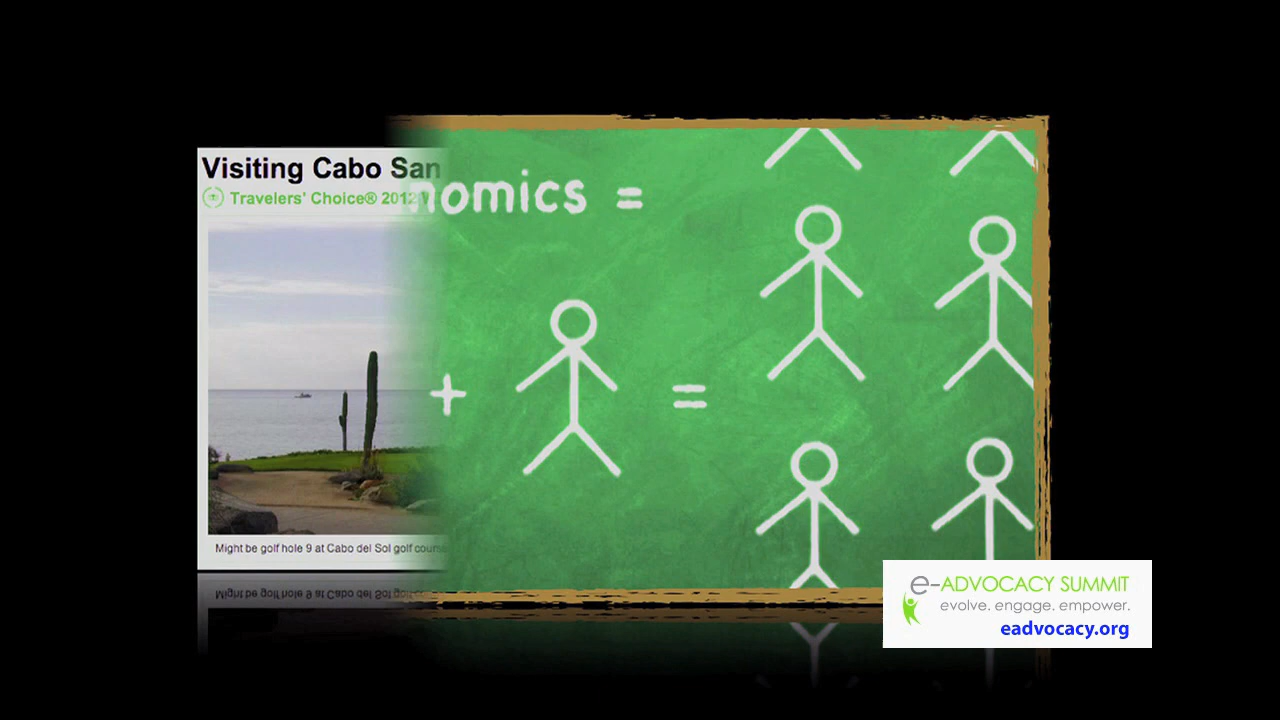 Visiting Cabo San
Travelers' Choice® 2012
nomics =
+ =
Might be golf hole 9 at Cabo del Sol golf course
e-ADVOCACY SUMMIT
evolve. engage. empower.
eadvocacy.org